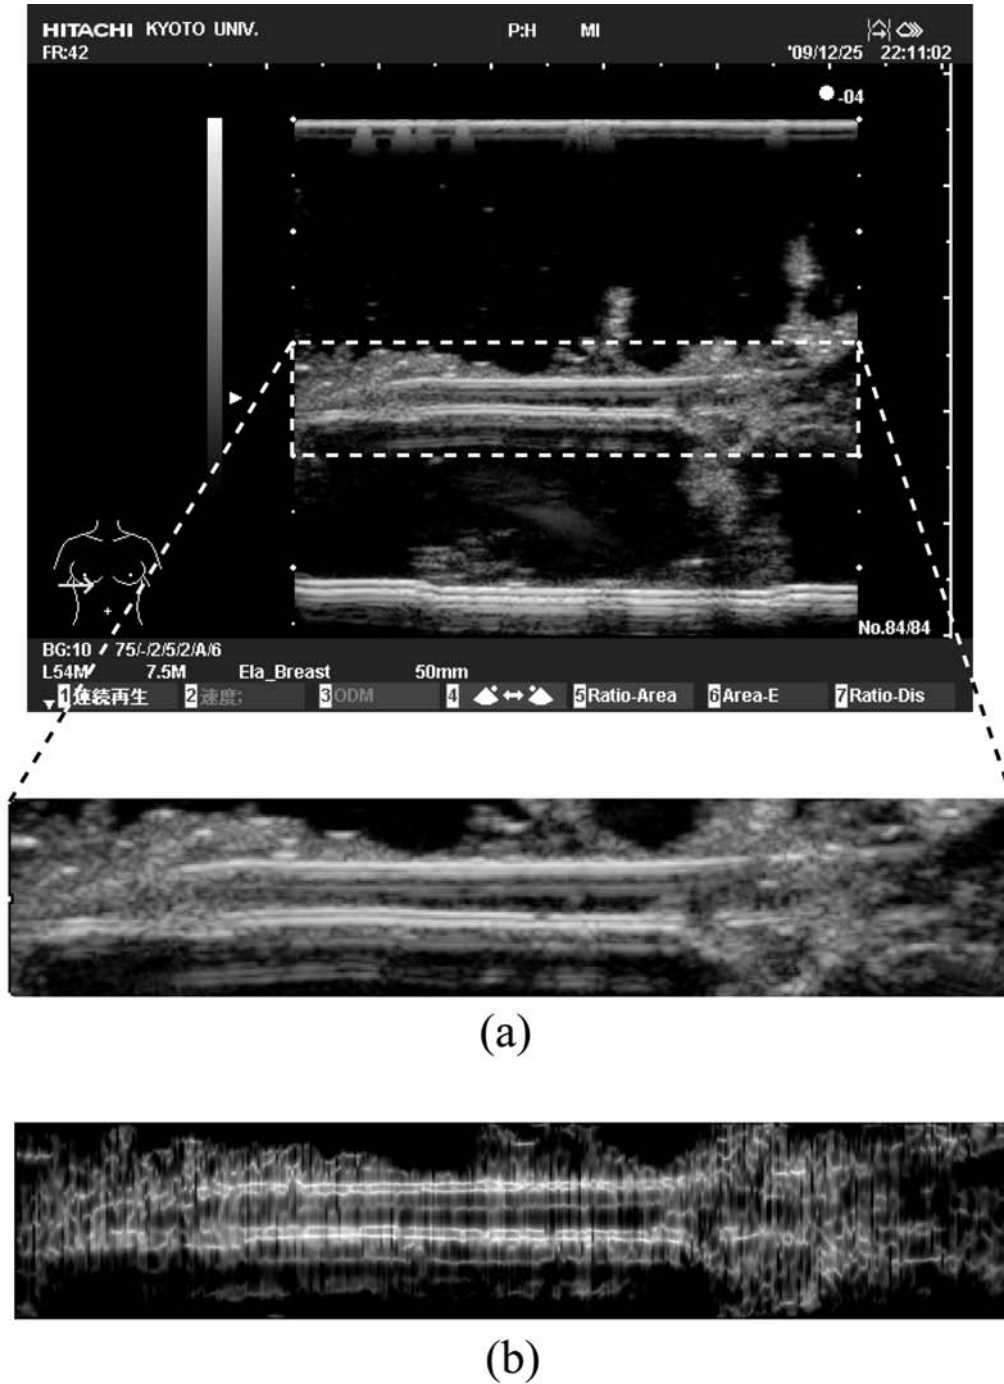 HITACHI KYOTO UNIV. P:H MI
FR:42 '09/12/25 22:11:02
-04
No.84/84
BG:10 75/-/2/5/2/A/6
L54M 7.5M Ela_Breast 50mm
1 連続再生 2 速度; 3 ODM 4 5 Ratio-Area 6 Area-E 7 Ratio-Dis
(a)
(b)